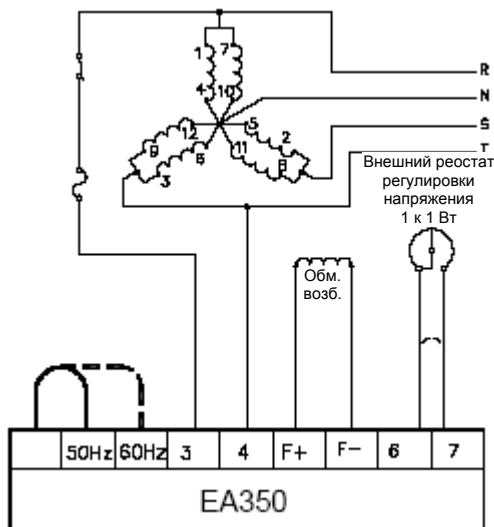 1
7
4
10
R
N
S
T
12
5
2
9
3
6
11
8
Внешний реостат
регулировки
напряжения
1 к 1 Вт
Обм.
возб.
50Hz 60Hz 3 4 F+ F- 6 7
EA350